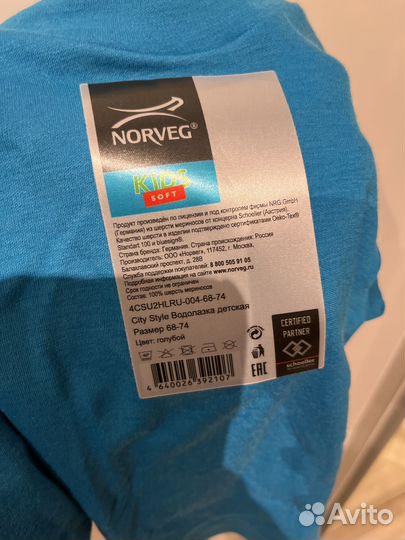 NORVEG®
KIDS
SOFT
Продукт произведён по лицензии и под контролем фирмы NRG GmbH
(Германия) из шерсти мериносов от концерна Schoeller (Австрия).
Качество шерсти в изделии подтверждено сертификатами Oeko-Tex®
Standart 100 и bluesign®.
Страна бренда: Германия. Страна происхождения: Россия
Производитель: ООО «Норвег», 117452, г. Москва,
Балаклавский проспект, д. 28В
Служба поддержки покупателей: 8 800 505 91 05
Подробная информация на сайте www.norveg.ru
Срок годности не ограничен
Состав: 100% шерсть мериносов
4CSU2HLRU-004-68-74
City Style Водолазка детская
Размер 68-74
Цвет: голубой
4 640026 392107
EAC
CERTIFIED
PARTNER
schoeller
Avito